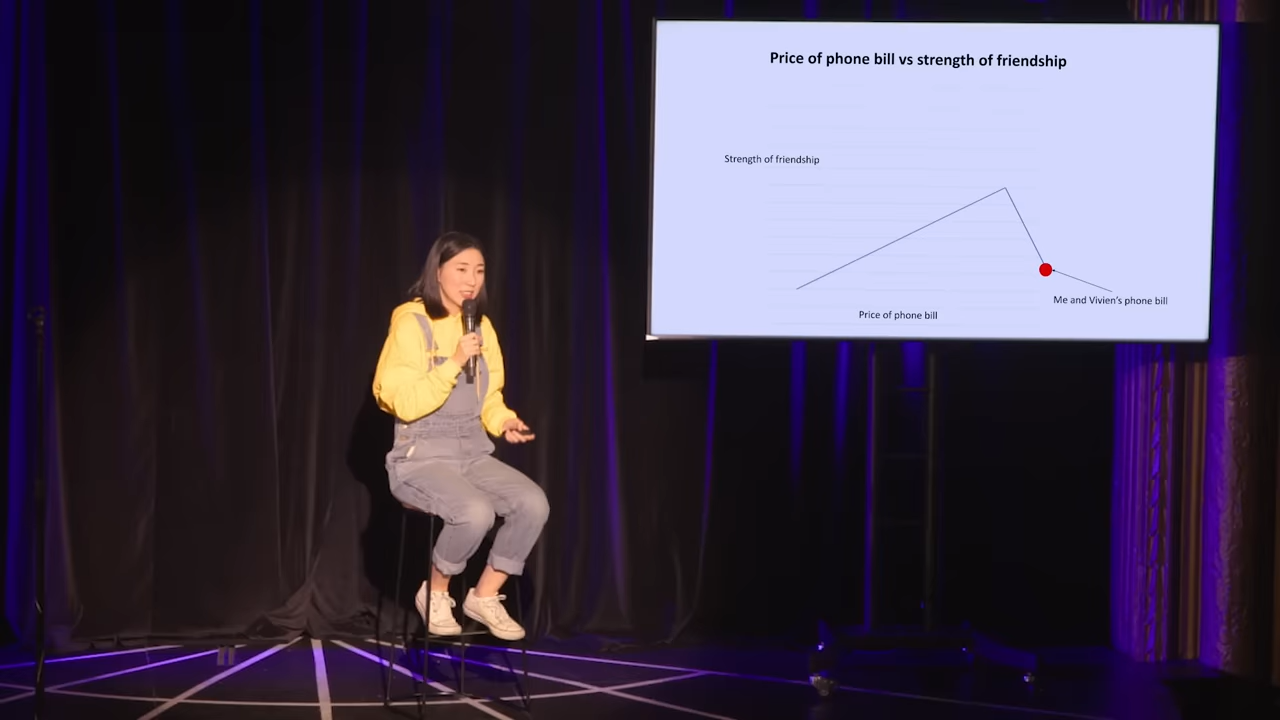 Price of phone bill vs strength of friendship
Strength of friendship
Me and Vivien's phone bill
Price of phone bill